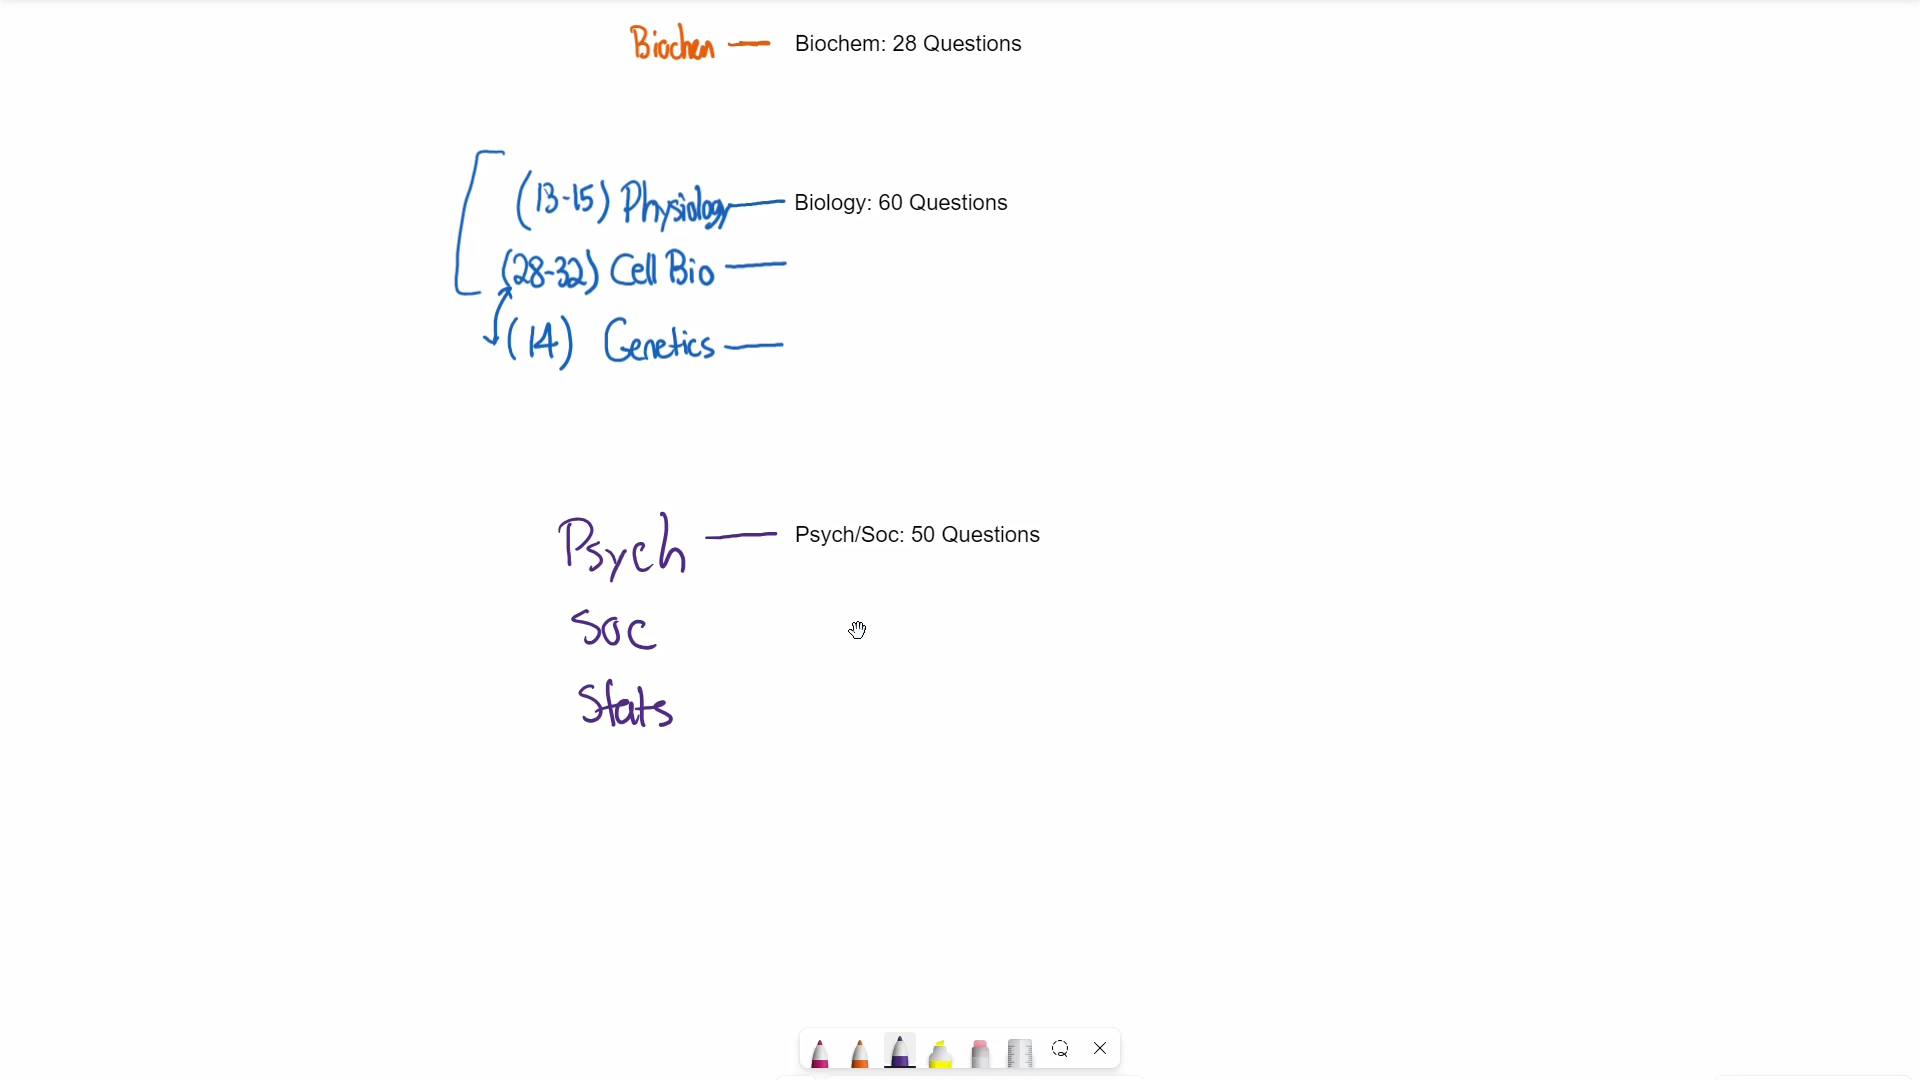 Biochem — Biochem: 28 Questions
(13-15) Physiology — Biology: 60 Questions
(28-32) Cell Bio —
(14) Genetics —
Psych — Psych/Soc: 50 Questions
Soc
Stats